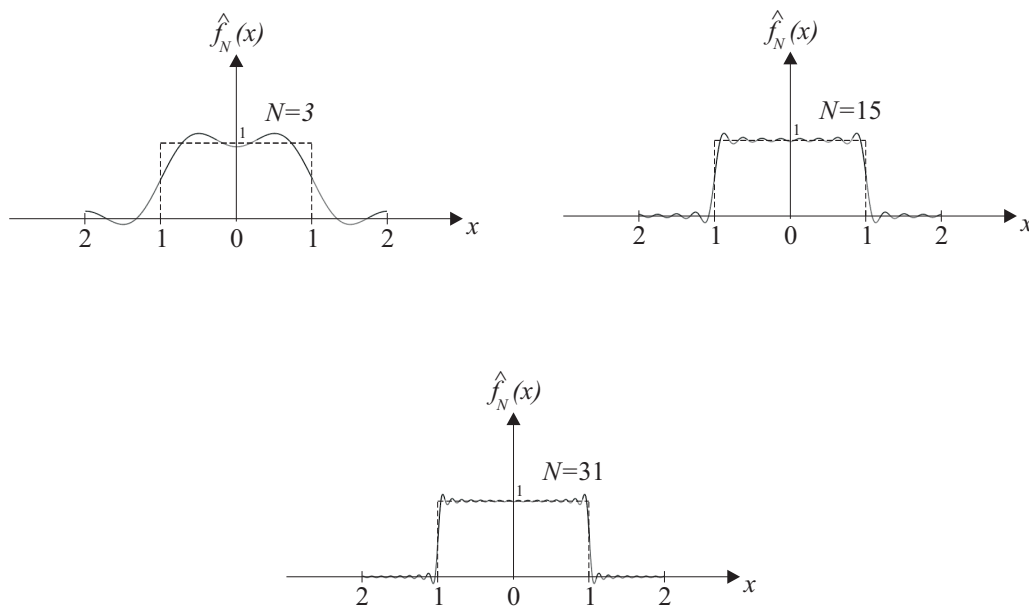 f̂_N(x)
N=3
1
2 1 0 1 2 x
f̂_N(x)
N=15
1
2 1 0 1 2 x
f̂_N(x)
N=31
1
2 1 0 1 2 x